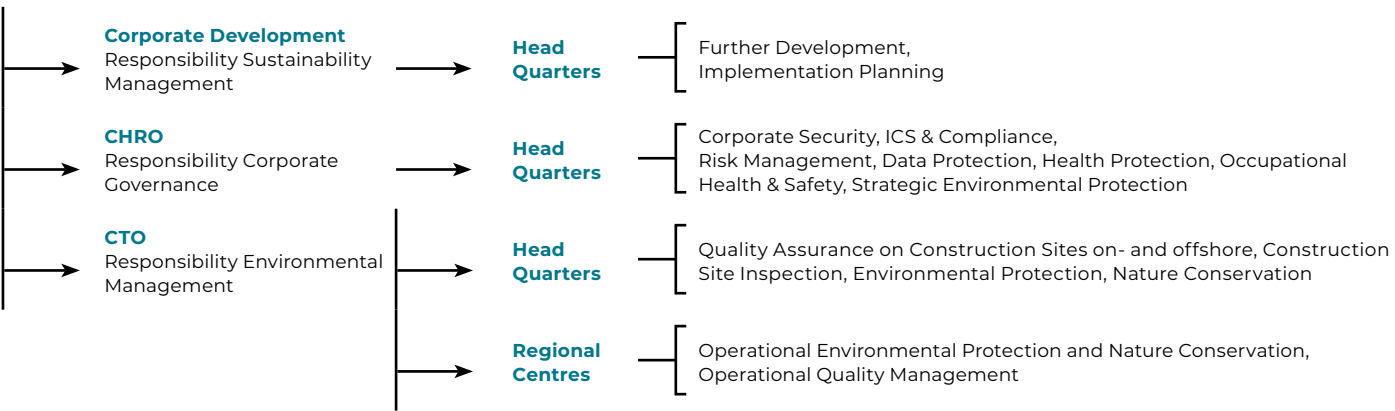 Corporate Development
Responsibility Sustainability
Management
Head
Quarters
Further Development,
Implementation Planning
CHRO
Responsibility Corporate
Governance
Head
Quarters
Corporate Security, ICS & Compliance,
Risk Management, Data Protection, Health Protection, Occupational
Health & Safety, Strategic Environmental Protection
CTO
Responsibility Environmental
Management
Head
Quarters
Quality Assurance on Construction Sites on- and offshore, Construction
Site Inspection, Environmental Protection, Nature Conservation
Regional
Centres
Operational Environmental Protection and Nature Conservation,
Operational Quality Management